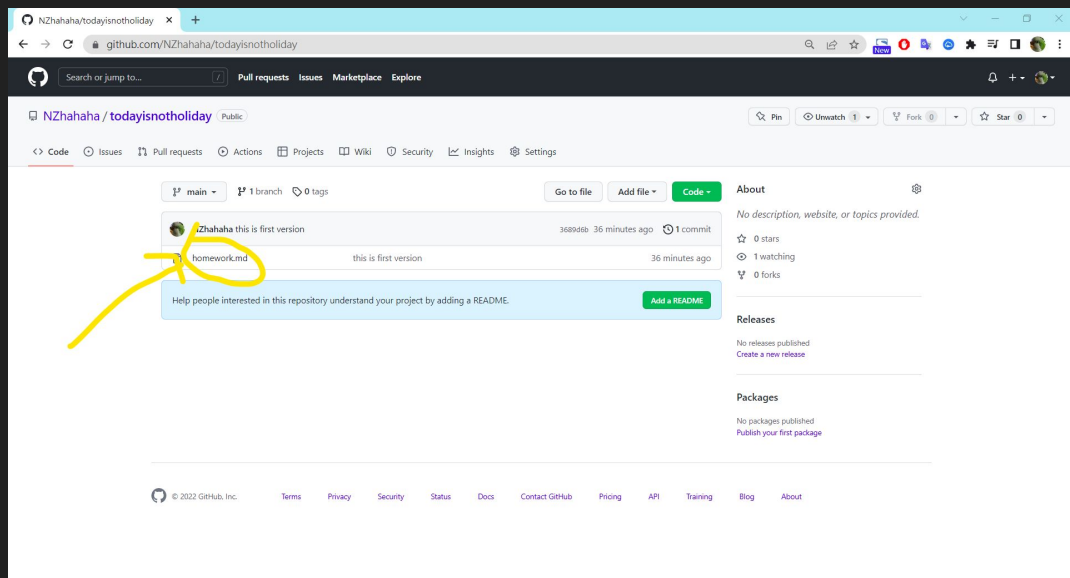 NZhahaha/todayisnotholiday
github.com/NZhahaha/todayisnotholiday
New
Search or jump to... / Pull requests Issues Marketplace Explore
NZhahaha / todayisnotholiday Public
Pin Unwatch 1 Fork 0 Star 0
Code Issues Pull requests Actions Projects Wiki Security Insights Settings
main 1 branch 0 tags Go to file Add file Code
NZhahaha this is first version 3689d6b 36 minutes ago 1 commit
homework.md this is first version 36 minutes ago
Help people interested in this repository understand your project by adding a README. Add a README
About
No description, website, or topics provided.
0 stars
1 watching
0 forks
Releases
No releases published
Create a new release
Packages
No packages published
Publish your first package
© 2022 GitHub, Inc. Terms Privacy Security Status Docs Contact GitHub Pricing API Training Blog About